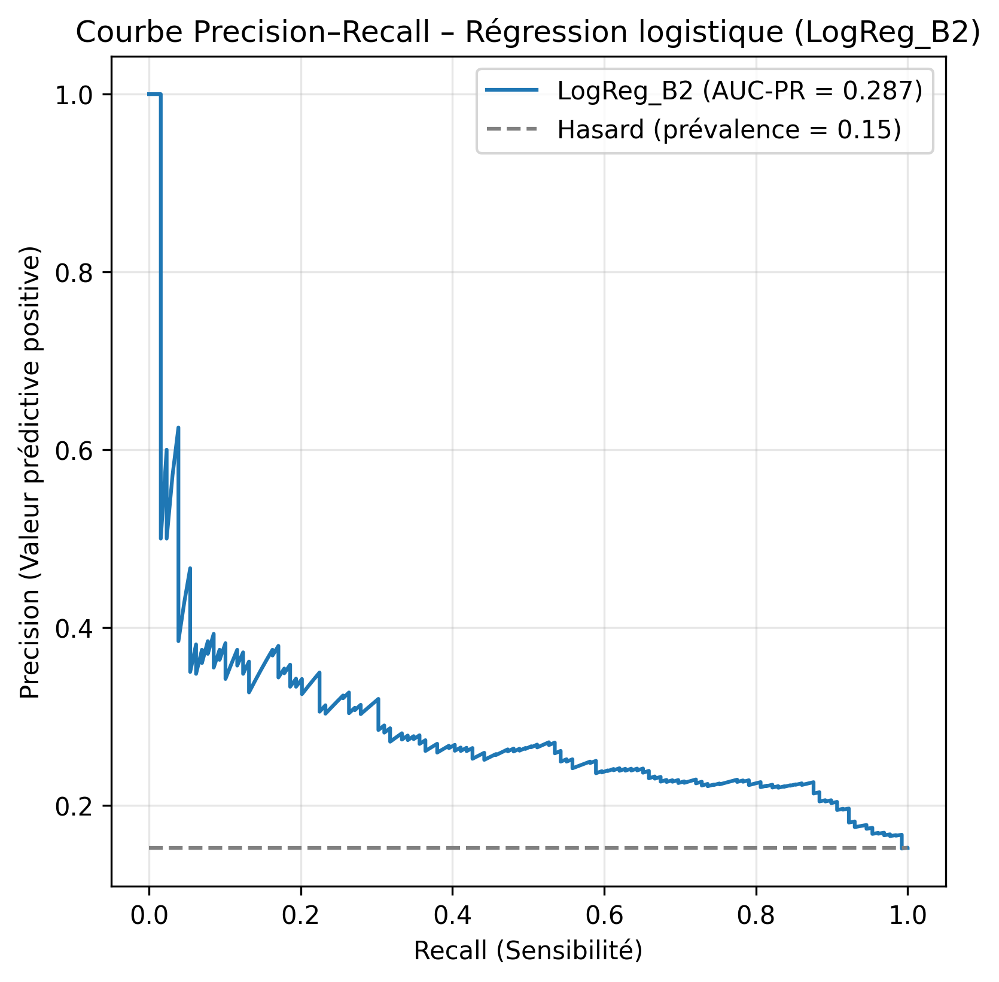 Courbe Precision–Recall – Régression logistique (LogReg_B2)
LogReg_B2 (AUC-PR = 0.287)
Hasard (prévalence = 0.15)
Precision (Valeur prédictive positive)
1.0
0.8
0.6
0.4
0.2
0.0 0.2 0.4 0.6 0.8 1.0
Recall (Sensibilité)